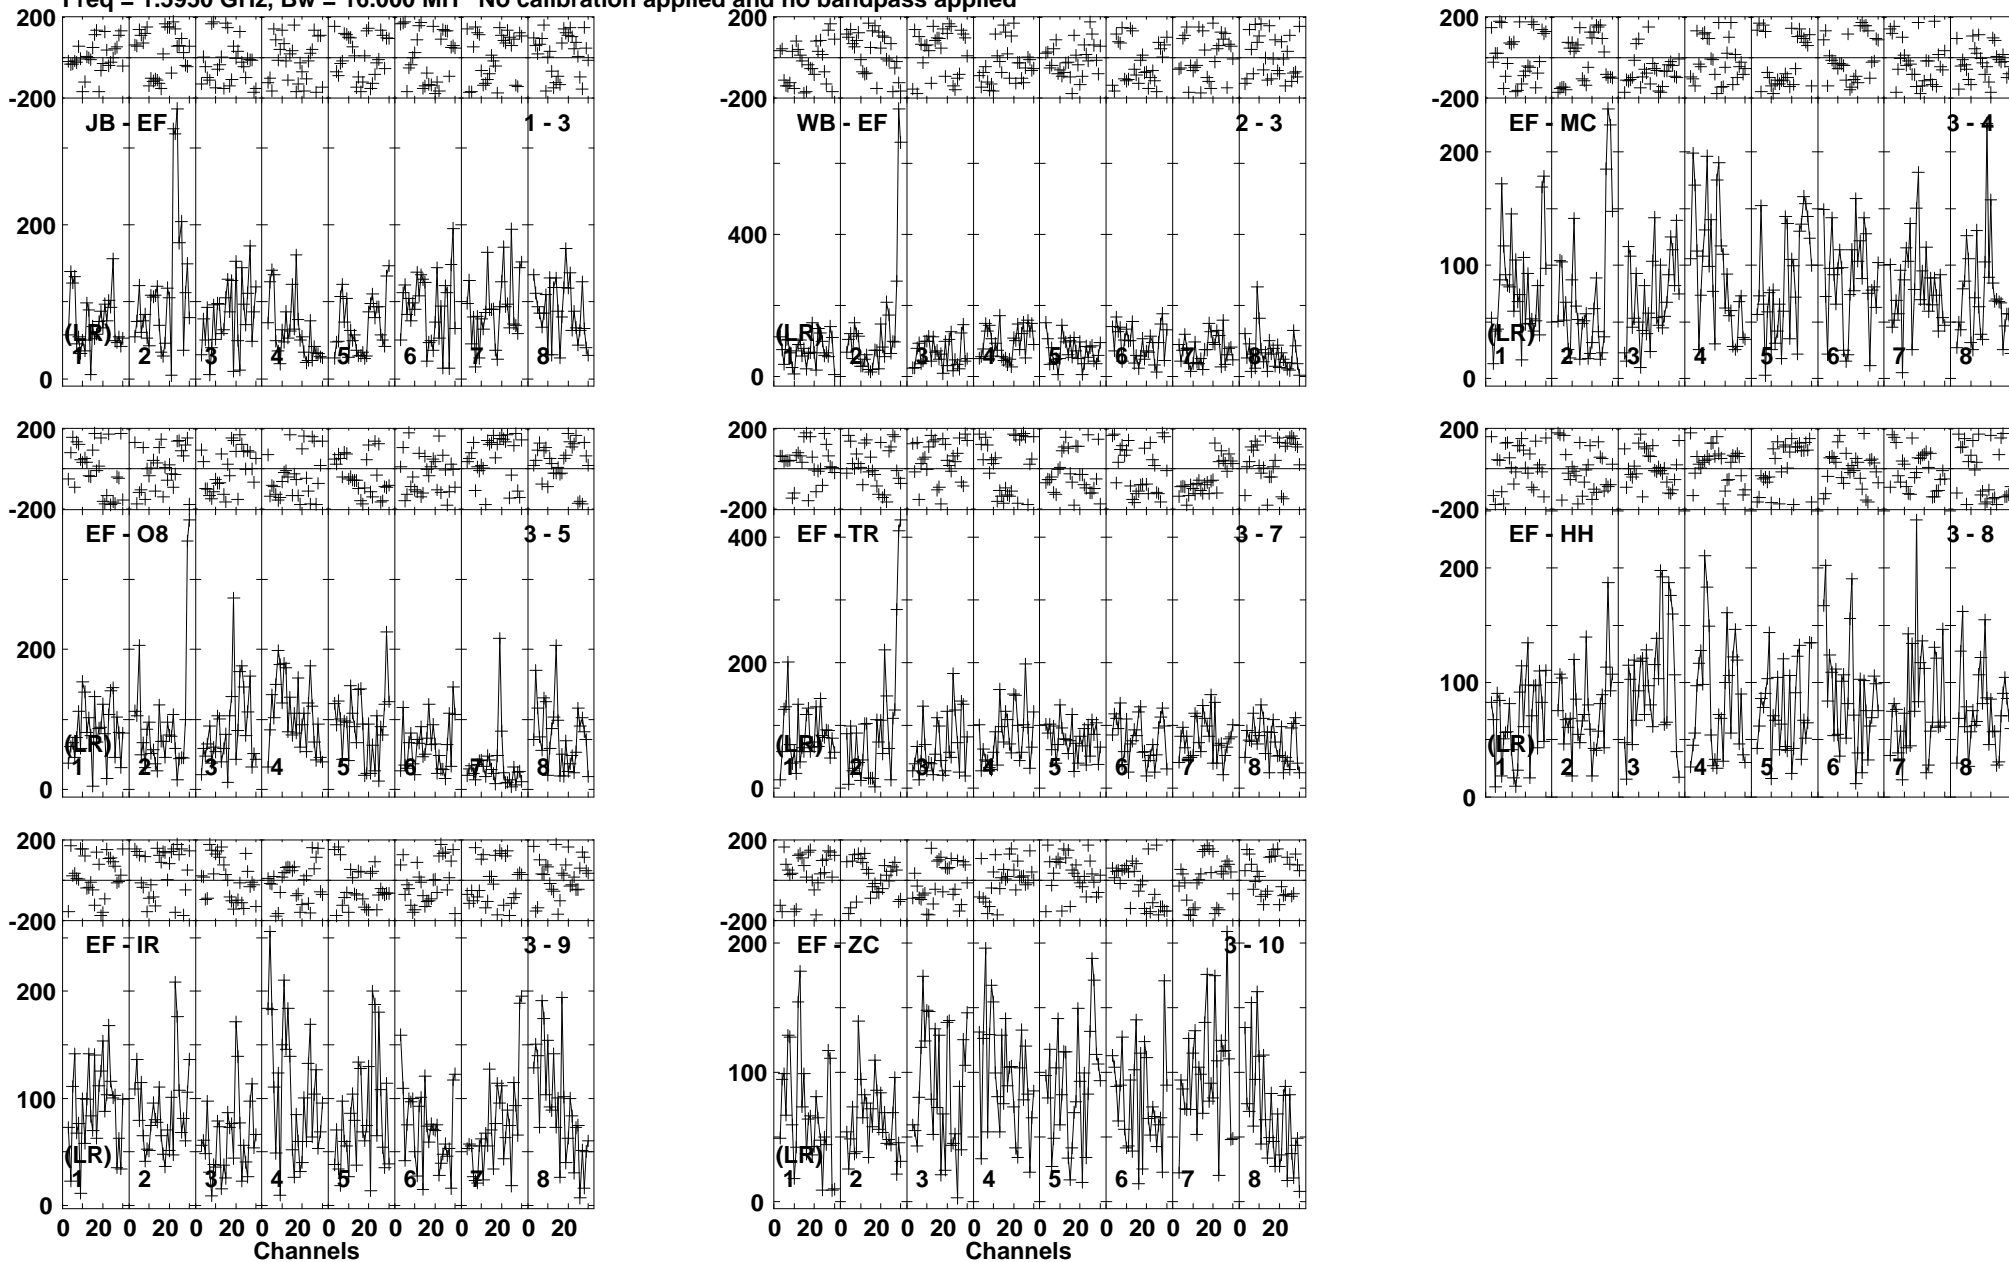 Freq = 1.5950 GHz, Bw = 16.000 MH No calibration applied and no bandpass applied
200 200 200
-200 -200 -200
JB - EF 1 - 3 WB - EF 2 - 3 EF - MC 3 - 4
200 400 200
100
(LR) (LR) (LR)
1 2 3 4 5 6 7 8 1 2 3 4 5 6 7 8 1 2 3 4 5 6 7 8
0 0 0
200 200 200
-200 -200 -200
EF - O8 3 - 5 EF - TR 3 - 7 EF - HH 3 - 8
200 400 200
200 100
(LR) (LR) (LR)
1 2 3 4 5 6 7 8 1 2 3 4 5 6 7 8 1 2 3 4 5 6 7 8
0 0 0
200 200
-200 -200
EF - IR 3 - 9 EF - ZC 3 - 10
200 200
100 100
(LR) (LR)
1 2 3 4 5 6 7 8 1 2 3 4 5 6 7 8
0 0
0 20 0 20 0 20 0 20 0 20 0 20 0 20 0 20 0 20 0 20 0 20 0 20 0 20 0 20 0 20 0 20
Channels Channels